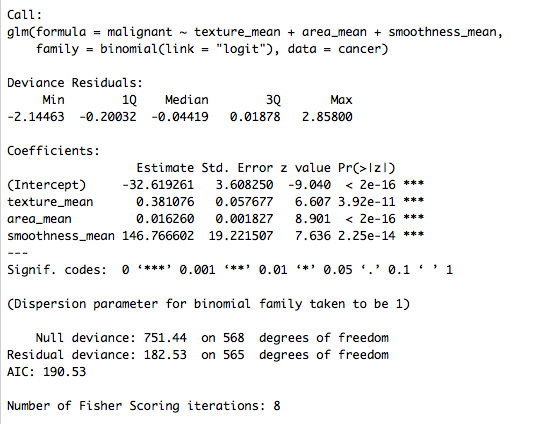 Call:
glm(formula = malignant ~ texture_mean + area_mean + smoothness_mean,
    family = binomial(link = "logit"), data = cancer)

Deviance Residuals:
     Min       1Q   Median       3Q      Max
-2.14463 -0.20032 -0.04419  0.01878  2.85800

Coefficients:
                 Estimate Std. Error z value Pr(>|z|)
(Intercept)    -32.619261   3.608250  -9.040  < 2e-16 ***
texture_mean     0.381076   0.057677   6.607 3.92e-11 ***
area_mean        0.016260   0.001827   8.901  < 2e-16 ***
smoothness_mean 146.766602  19.221507   7.636 2.25e-14 ***
---
Signif. codes:  0 ‘***’ 0.001 ‘**’ 0.01 ‘*’ 0.05 ‘.’ 0.1 ‘ ’ 1

(Dispersion parameter for binomial family taken to be 1)

    Null deviance: 751.44  on 568  degrees of freedom
Residual deviance: 182.53  on 565  degrees of freedom
AIC: 190.53

Number of Fisher Scoring iterations: 8